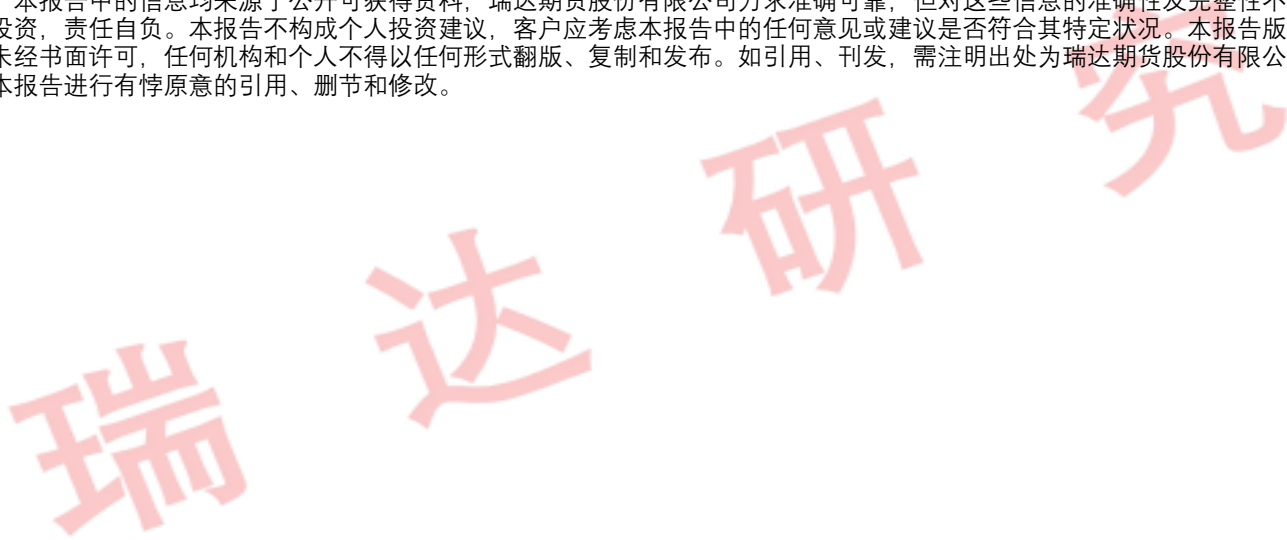 本报告中的信息均来源于公开可获得资料，瑞达期货股份有限公司力求准确可靠，但对这些信息的准确性及完整性不
投资，责任自负。本报告不构成个人投资建议，客户应考虑本报告中的任何意见或建议是否符合其特定状况。本报告版
未经书面许可，任何机构和个人不得以任何形式翻版、复制和发布。如引用、刊发，需注明出处为瑞达期货股份有限公
本报告进行有悖原意的引用、删节和修改。
瑞达研究